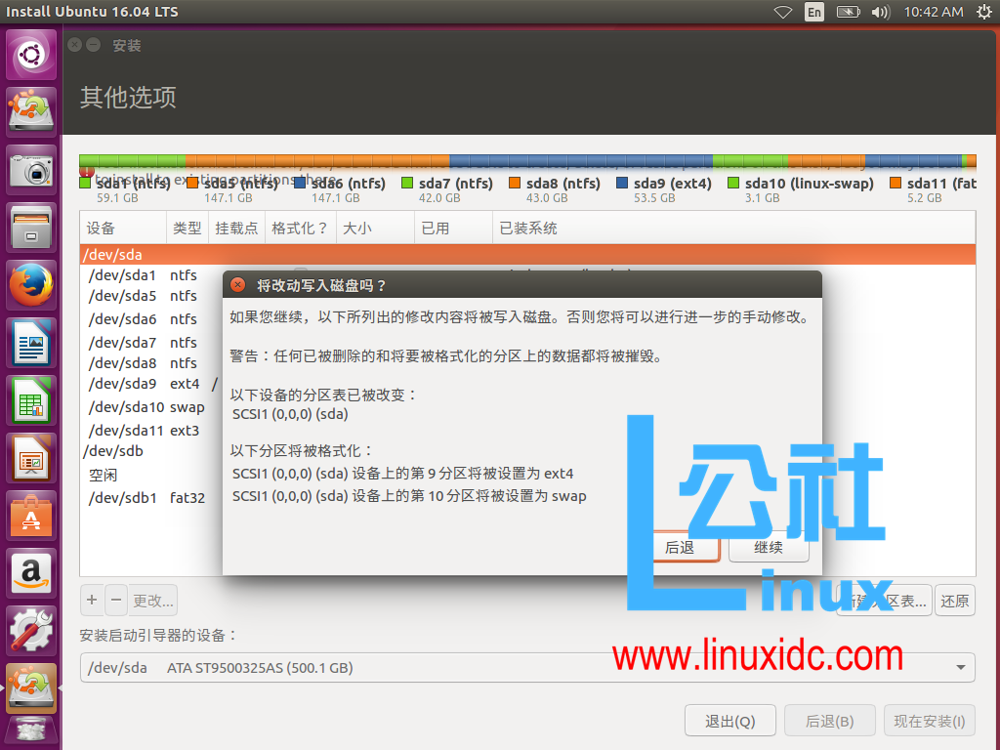 Install Ubuntu 16.04 LTS
En
10:42 AM
安装
其他选项
to install to existing partitions here
sda1 (ntfs) sda5 (ntfs) sda6 (ntfs) sda7 (ntfs) sda8 (ntfs) sda9 (ext4) sda10 (linux-swap) sda11 (fat
59.1 GB 147.1 GB 147.1 GB 42.0 GB 43.0 GB 53.5 GB 3.1 GB 5.2 GB
设备 类型 挂载点 格式化？ 大小 已用 已装系统
/dev/sda
/dev/sda1 ntfs
/dev/sda5 ntfs
/dev/sda6 ntfs
/dev/sda7 ntfs
/dev/sda8 ntfs
/dev/sda9 ext4 /
/dev/sda10 swap
/dev/sda11 ext3
/dev/sdb
空闲
/dev/sdb1 fat32
将改动写入磁盘吗？
如果您继续，以下所列出的修改内容将被写入磁盘。否则您将可以进行进一步的手动修改。
警告：任何已被删除的和将要被格式化的分区上的数据都将被摧毁。
以下设备的分区表已被改变：
SCSI1 (0,0,0) (sda)
以下分区将被格式化：
SCSI1 (0,0,0) (sda) 设备上的第 9 分区将被设置为 ext4
SCSI1 (0,0,0) (sda) 设备上的第 10 分区将被设置为 swap
后退 继续
公社
Linux
www.linuxidc.com
+ − 更改... 新建分区表... 还原
安装启动引导器的设备：
/dev/sda ATA ST9500325AS (500.1 GB)
退出(Q) 后退(B) 现在安装(I)